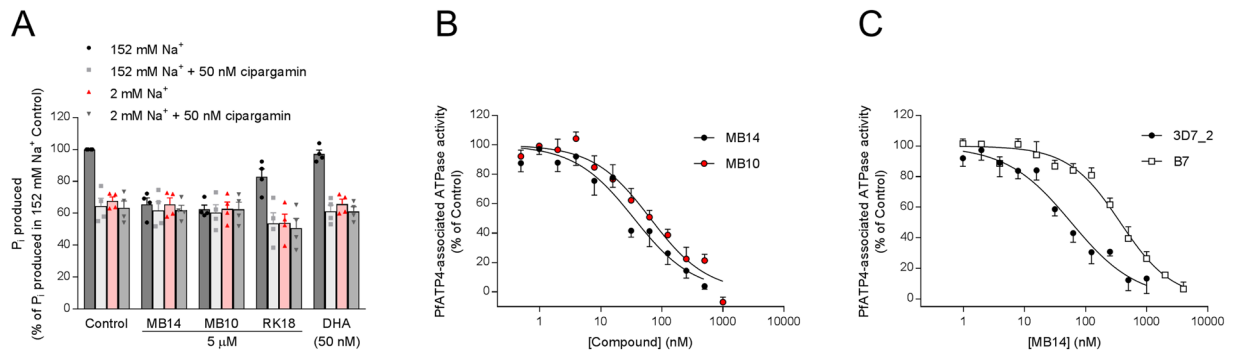 A
152 mM Na⁺
152 mM Na⁺ + 50 nM cipargamin
2 mM Na⁺
2 mM Na⁺ + 50 nM cipargamin
Pᵢ produced
(% of Pᵢ produced in 152 mM Na⁺ Control)
120
100
80
60
40
20
0
Control MB14 MB10 RK18 DHA
5 µM (50 nM)
B
PfATP4-associated ATPase activity
(% of Control)
120
100
80
60
40
20
0
MB14
MB10
1 10 100 1000 10000
[Compound] (nM)
C
PfATP4-associated ATPase activity
(% of Control)
120
100
80
60
40
20
0
3D7_2
B7
1 10 100 1000 10000
[MB14] (nM)